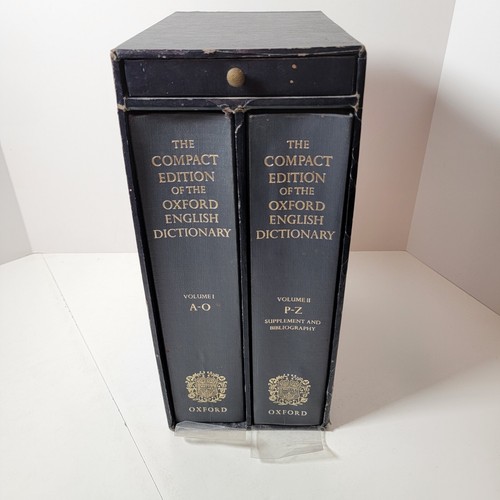 THE
COMPACT
EDITION
OF THE
OXFORD
ENGLISH
DICTIONARY
VOLUME I
A-O
OXFORD
THE
COMPACT
EDITION
OF THE
OXFORD
ENGLISH
DICTIONARY
VOLUME II
P-Z
SUPPLEMENT AND
BIBLIOGRAPHY
OXFORD